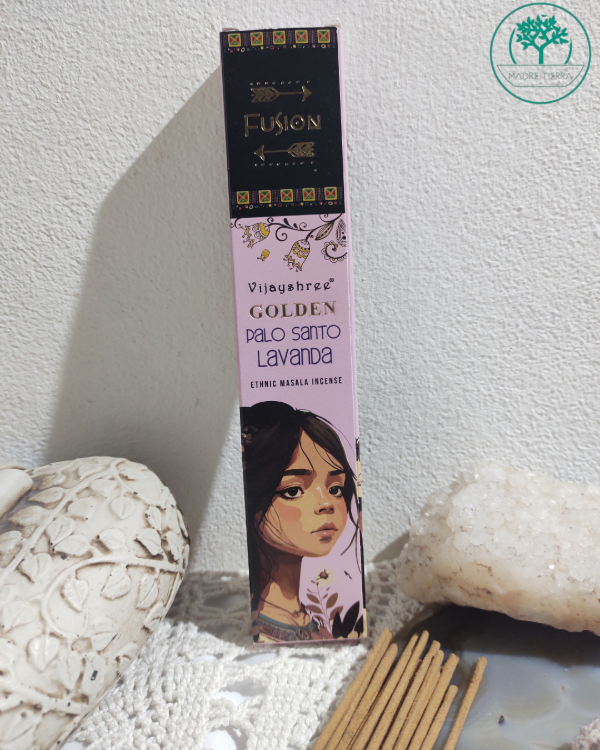 MADRE TIERRA
FUSION
Vijayshree®
GOLDEN
PALO SANTO
LAVANDA
ETHNIC MASALA INCENSE